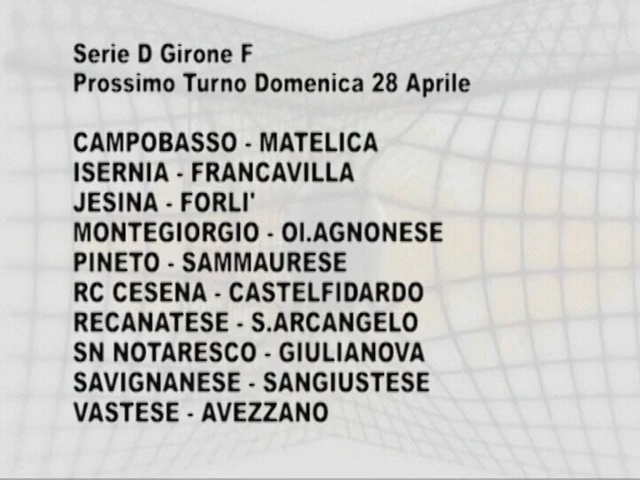 Serie D Girone F
Prossimo Turno Domenica 28 Aprile
CAMPOBASSO - MATELICA
ISERNIA - FRANCAVILLA
JESINA - FORLI'
MONTEGIORGIO - Ol.AGNONESE
PINETO - SAMMAURESE
RC CESENA - CASTELFIDARDO
RECANATESE - S.ARCANGELO
SN NOTARESCO - GIULIANOVA
SAVIGNANESE - SANGIUSTESE
VASTESE - AVEZZANO